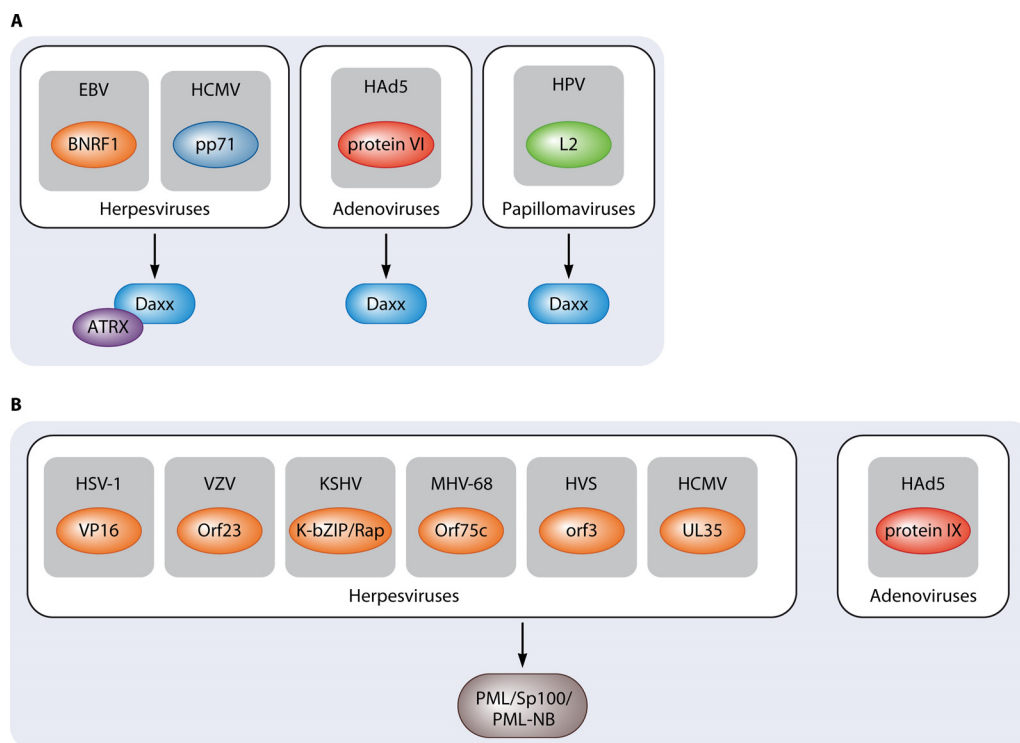 A
EBV
HCMV
HAd5
HPV
BNRF1
pp71
protein VI
L2
Herpesviruses
Adenoviruses
Papillomaviruses
Daxx
ATRX
Daxx
Daxx
B
HSV-1
VZV
KSHV
MHV-68
HVS
HCMV
HAd5
VP16
Orf23
K-bZIP/Rap
Orf75c
orf3
UL35
protein IX
Herpesviruses
Adenoviruses
PML/Sp100/
PML-NB